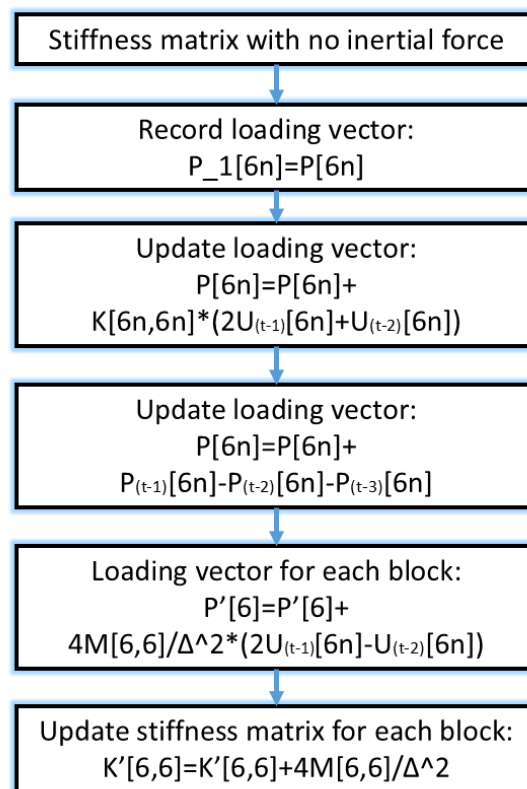 Stiffness matrix with no inertial force
Record loading vector:
P_1[6n]=P[6n]
Update loading vector:
P[6n]=P[6n]+
K[6n,6n]*(2U(t-1)[6n]+U(t-2)[6n])
Update loading vector:
P[6n]=P[6n]+
P(t-1)[6n]-P(t-2)[6n]-P(t-3)[6n]
Loading vector for each block:
P’[6]=P’[6]+
4M[6,6]/Δ^2*(2U(t-1)[6n]-U(t-2)[6n])
Update stiffness matrix for each block:
K’[6,6]=K’[6,6]+4M[6,6]/Δ^2